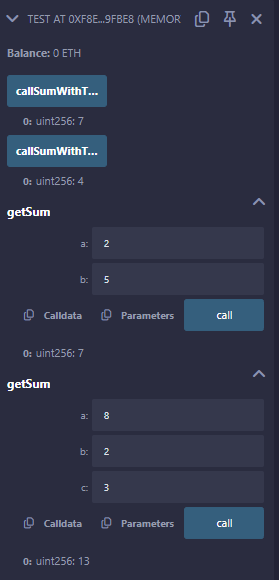 TEST AT 0XF8E...9FBE8 (MEMOR
Balance: 0 ETH
callSumWithT...
0: uint256: 7
callSumWithT...
0: uint256: 4
getSum
a: 2
b: 5
Calldata Parameters call
0: uint256: 7
getSum
a: 8
b: 2
c: 3
Calldata Parameters call
0: uint256: 13